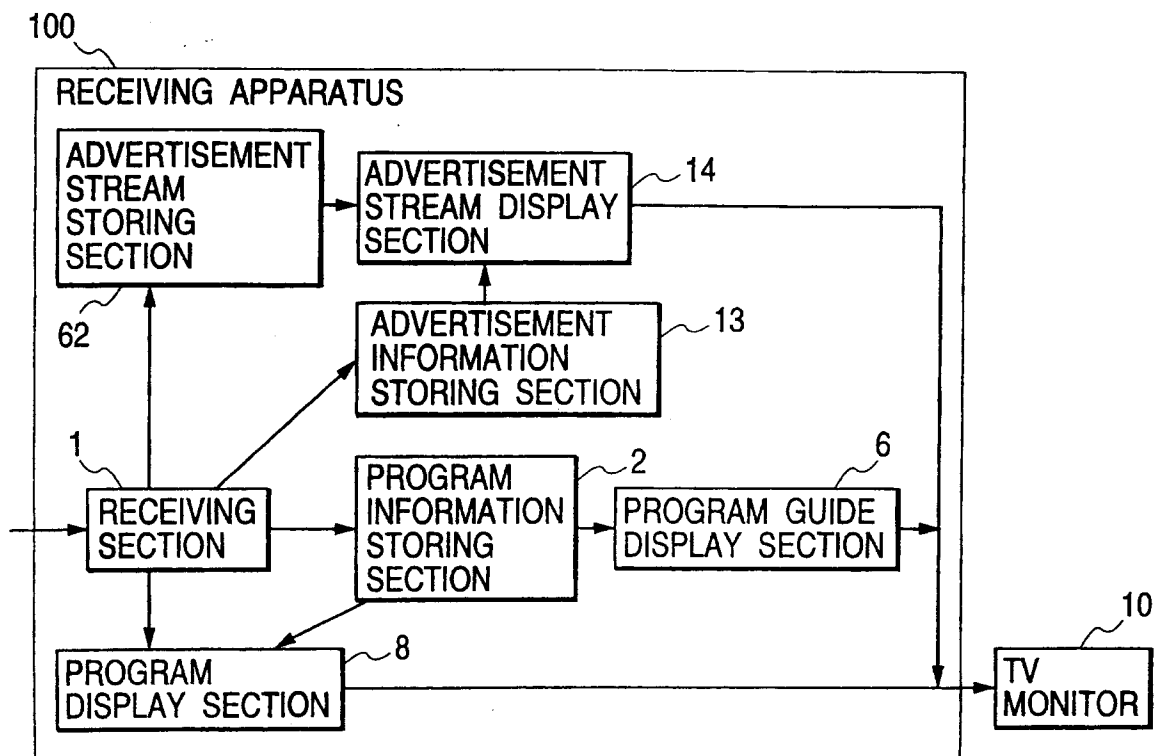 100
RECEIVING APPARATUS
ADVERTISEMENT
STREAM
STORING
SECTION
62
ADVERTISEMENT
STREAM DISPLAY
SECTION
14
ADVERTISEMENT
INFORMATION
STORING SECTION
13
1
RECEIVING
SECTION
PROGRAM
INFORMATION
STORING
SECTION
2
PROGRAM GUIDE
DISPLAY SECTION
6
PROGRAM
DISPLAY SECTION
8
TV
MONITOR
10